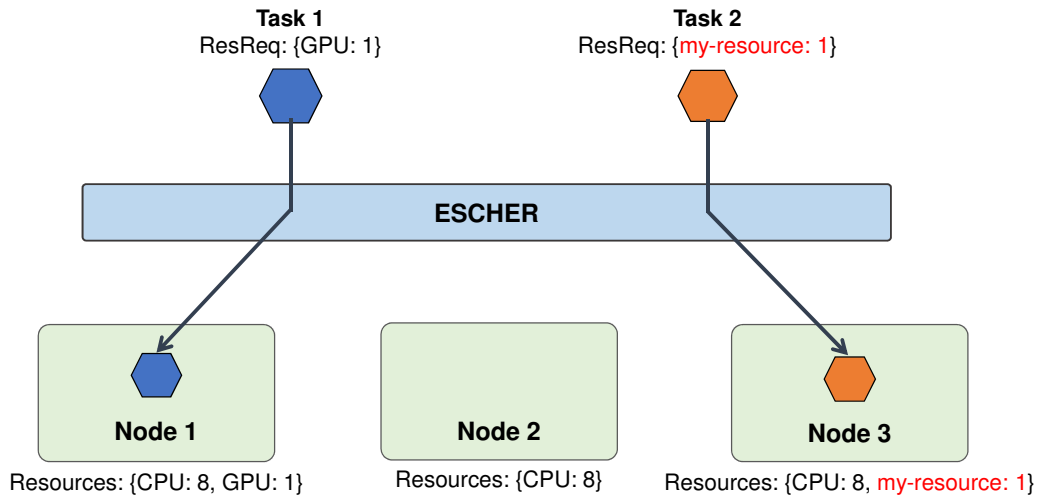 Task 1
ResReq: {GPU: 1}
Task 2
ResReq: {my-resource: 1}
ESCHER
Node 1
Node 2
Node 3
Resources: {CPU: 8, GPU: 1}
Resources: {CPU: 8}
Resources: {CPU: 8, my-resource: 1}